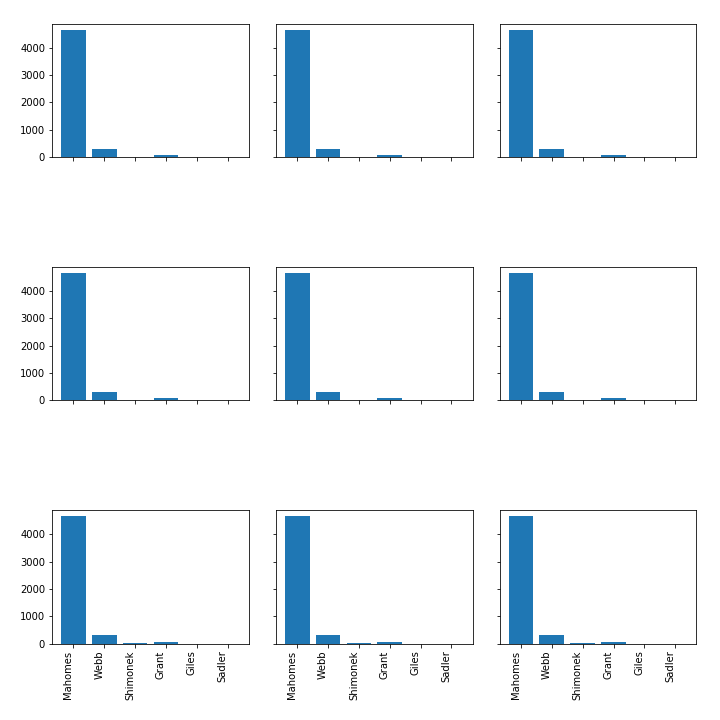 4000
3000
2000
1000
0
4000
3000
2000
1000
0
4000
3000
2000
1000
0
Mahomes
Webb
Shimonek
Grant
Giles
Sadler
Mahomes
Webb
Shimonek
Grant
Giles
Sadler
Mahomes
Webb
Shimonek
Grant
Giles
Sadler